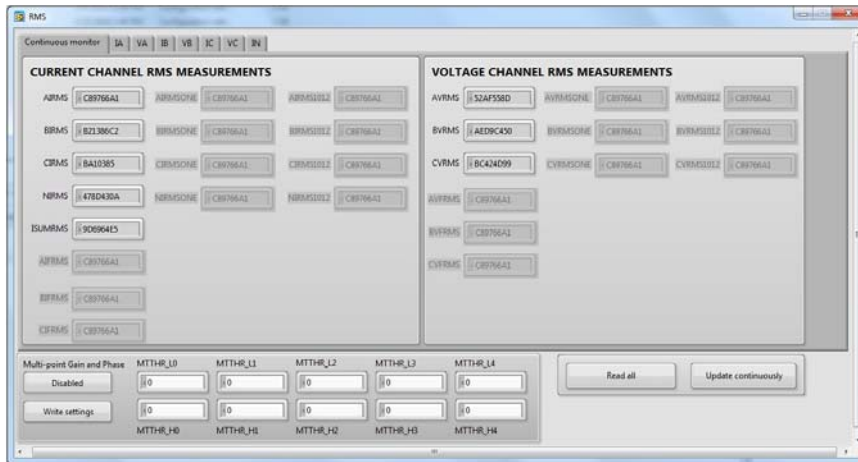 RMS
Continuous monitor IA VA IB VB IC VC IN
CURRENT CHANNEL RMS MEASUREMENTS
AIRMS C89766A1 AIRMSONE C89766A1 AIRMS1012 C89766A1
BIRMS B21386C2 BIRMSONE C89766A1 BIRMS1012 C89766A1
CIRMS BA10385 CIRMSONE C89766A1 CIRMS1012 C89766A1
NIRMS 478D430A NIRMSONE C89766A1 NIRMS1012 C89766A1
ISUMRMS 9D6964E5
AIFRMS C89766A1
BIFRMS C89766A1
CIFRMS C89766A1
VOLTAGE CHANNEL RMS MEASUREMENTS
AVRMS 52AF558D AVRMSONE C89766A1 AVRMS1012 C89766A1
BVRMS AED9C450 BVRMSONE C89766A1 BVRMS1012 C89766A1
CVRMS BC424D99 CVRMSONE C89766A1 CVRMS1012 C89766A1
AVFRMS C89766A1
BVFRMS C89766A1
CVFRMS C89766A1
Multi-point Gain and Phase MTTHR_L0 MTTHR_L1 MTTHR_L2 MTTHR_L3 MTTHR_L4
Disabled 0 0 0 0 0
Write settings 0 0 0 0 0
MTTHR_H0 MTTHR_H1 MTTHR_H2 MTTHR_H3 MTTHR_H4
Read all Update continuously